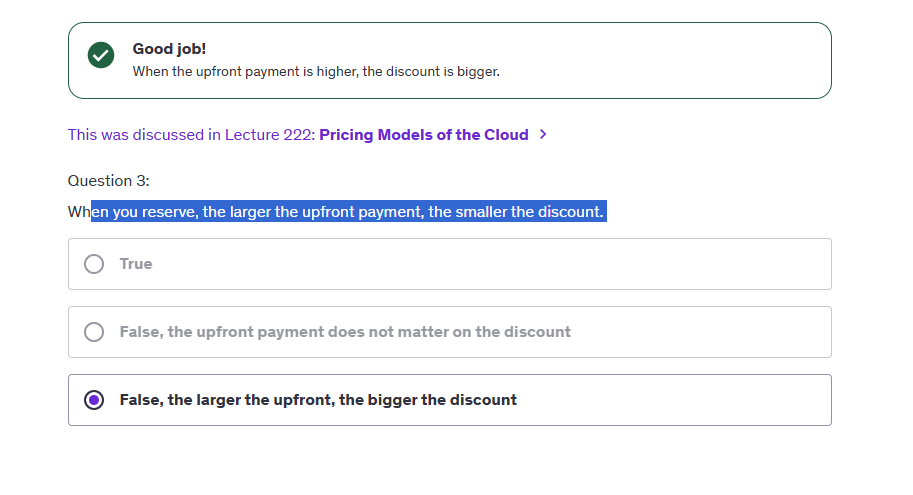 Good job!
When the upfront payment is higher, the discount is bigger.
This was discussed in Lecture 222: Pricing Models of the Cloud
Question 3:
When you reserve, the larger the upfront payment, the smaller the discount.
True
False, the upfront payment does not matter on the discount
False, the larger the upfront, the bigger the discount